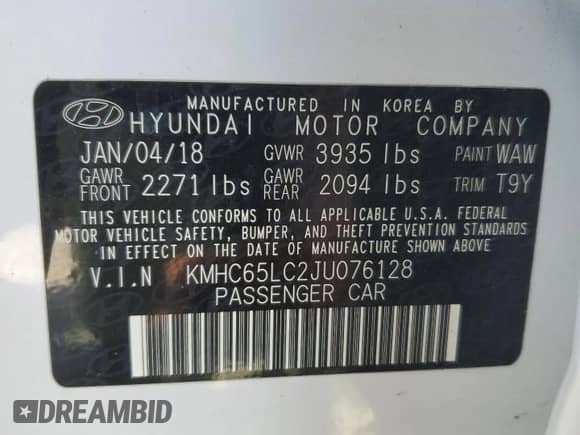 MANUFACTURED IN KOREA BY
HYUNDAI MOTOR COMPANY
JAN/04/18 GVWR 3935 lbs PAINT WAW
GAWR FRONT 2271 lbs GAWR REAR 2094 lbs TRIM T9Y
THIS VEHICLE CONFORMS TO ALL APPLICABLE U.S.A. FEDERAL
MOTOR VEHICLE SAFETY, BUMPER, AND THEFT PREVENTION STANDARDS
IN EFFECT ON THE DATE OF MANUFACTURE SHOWN ABOVE.
V.I.N KMHC65LC2JU076128
PASSENGER CAR
DREAMBID